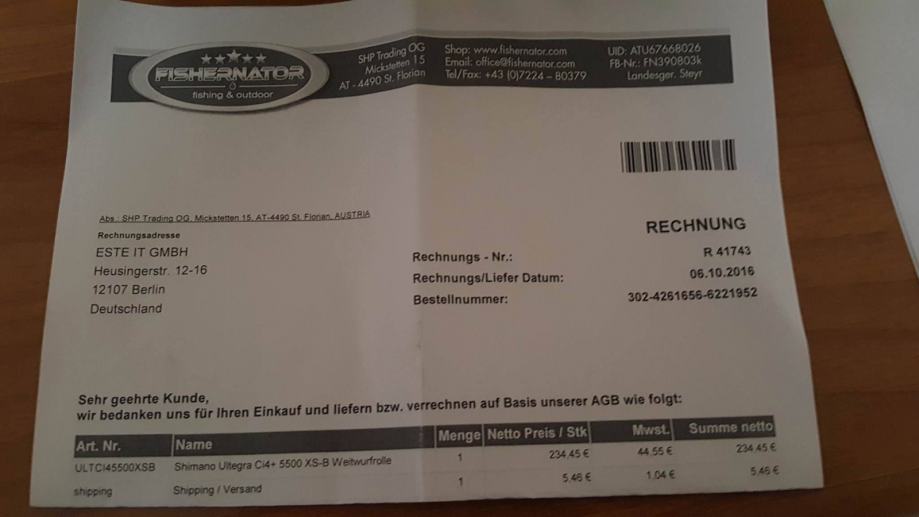 FISHERNATOR
fishing & outdoor
SHP Trading OG
Mickstetten 15
AT - 4490 St. Florian
Shop: www.fishernator.com
Email: office@fishernator.com
Tel/Fax: +43 (0)7224 – 80379
UID: ATU67668026
FB-Nr.: FN390803k
Landesger. Steyr
Abs.: SHP Trading OG, Mickstetten 15, AT-4490 St. Florian, AUSTRIA
Rechnungsadresse
ESTE IT GMBH
Heusingerstr. 12-16
12107 Berlin
Deutschland
RECHNUNG
Rechnungs - Nr.: R 41743
Rechnungs/Liefer Datum: 06.10.2016
Bestellnummer: 302-4261656-6221952
Sehr geehrte Kunde,
wir bedanken uns für Ihren Einkauf und liefern bzw. verrechnen auf Basis unserer AGB wie folgt:
Art. Nr. Name Menge Netto Preis / Stk Mwst. Summe netto
ULTCI45500XSB Shimano Ultegra Ci4+ 5500 XS-B Weitwurfrolle 1 234,45 € 44,55 € 234,45 €
shipping Shipping / Versand 1 5,46 € 1,04 € 5,46 €